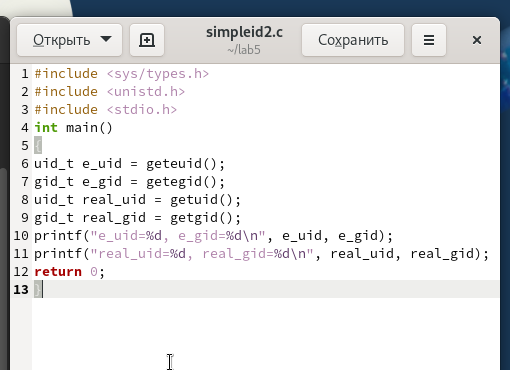 Открыть
simpleid2.c
~/lab5
Сохранить
1 #include <sys/types.h>
2 #include <unistd.h>
3 #include <stdio.h>
4 int main()
5 {
6 uid_t e_uid = geteuid();
7 gid_t e_gid = getegid();
8 uid_t real_uid = getuid();
9 gid_t real_gid = getgid();
10 printf("e_uid=%d, e_gid=%d\n", e_uid, e_gid);
11 printf("real_uid=%d, real_gid=%d\n", real_uid, real_gid);
12 return 0;
13 }